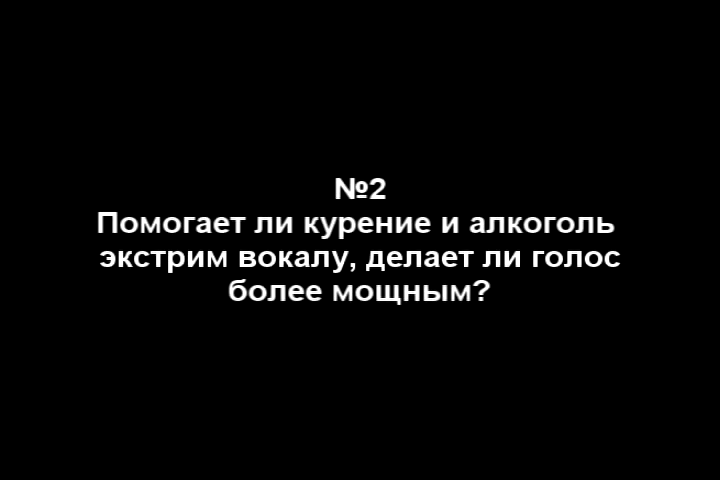 №2
Помогает ли курение и алкоголь
экстрим вокалу, делает ли голос
более мощным?